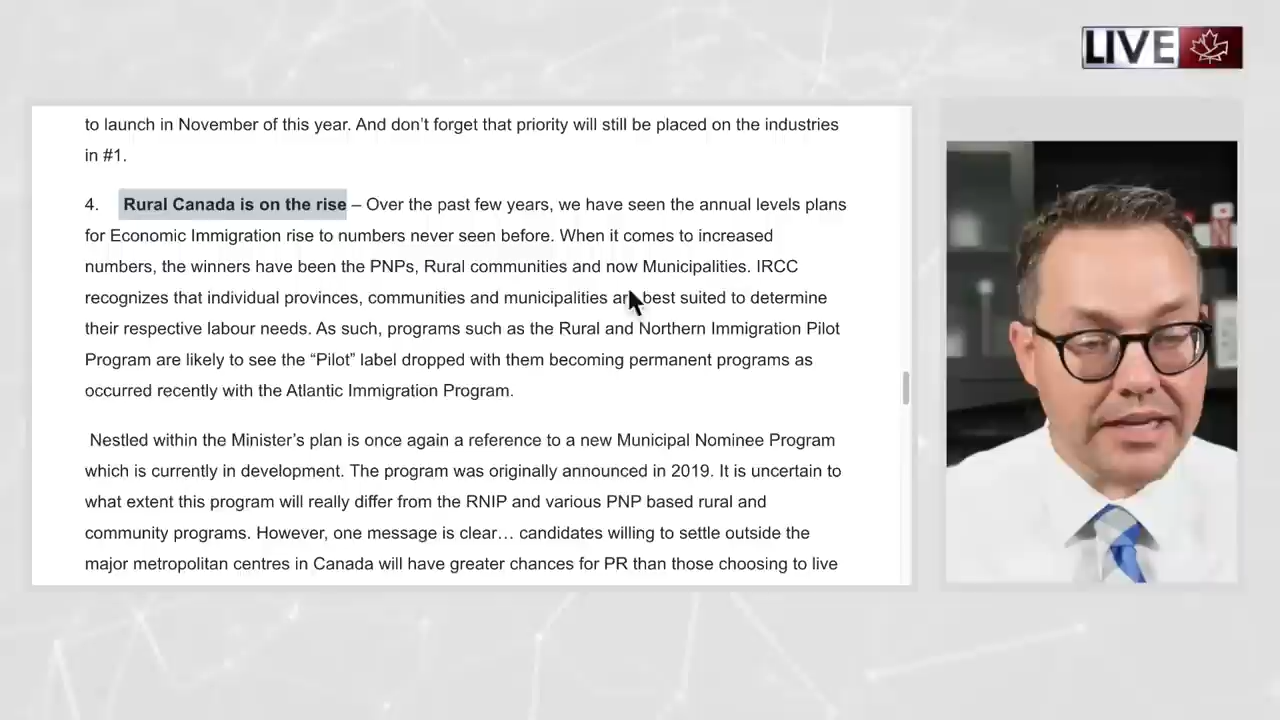 LIVE
to launch in November of this year. And don’t forget that priority will still be placed on the industries
in #1.
4. Rural Canada is on the rise – Over the past few years, we have seen the annual levels plans
for Economic Immigration rise to numbers never seen before. When it comes to increased
numbers, the winners have been the PNPs, Rural communities and now Municipalities. IRCC
recognizes that individual provinces, communities and municipalities are best suited to determine
their respective labour needs. As such, programs such as the Rural and Northern Immigration Pilot
Program are likely to see the “Pilot” label dropped with them becoming permanent programs as
occurred recently with the Atlantic Immigration Program.
Nestled within the Minister’s plan is once again a reference to a new Municipal Nominee Program
which is currently in development. The program was originally announced in 2019. It is uncertain to
what extent this program will really differ from the RNIP and various PNP based rural and
community programs. However, one message is clear… candidates willing to settle outside the
major metropolitan centres in Canada will have greater chances for PR than those choosing to live